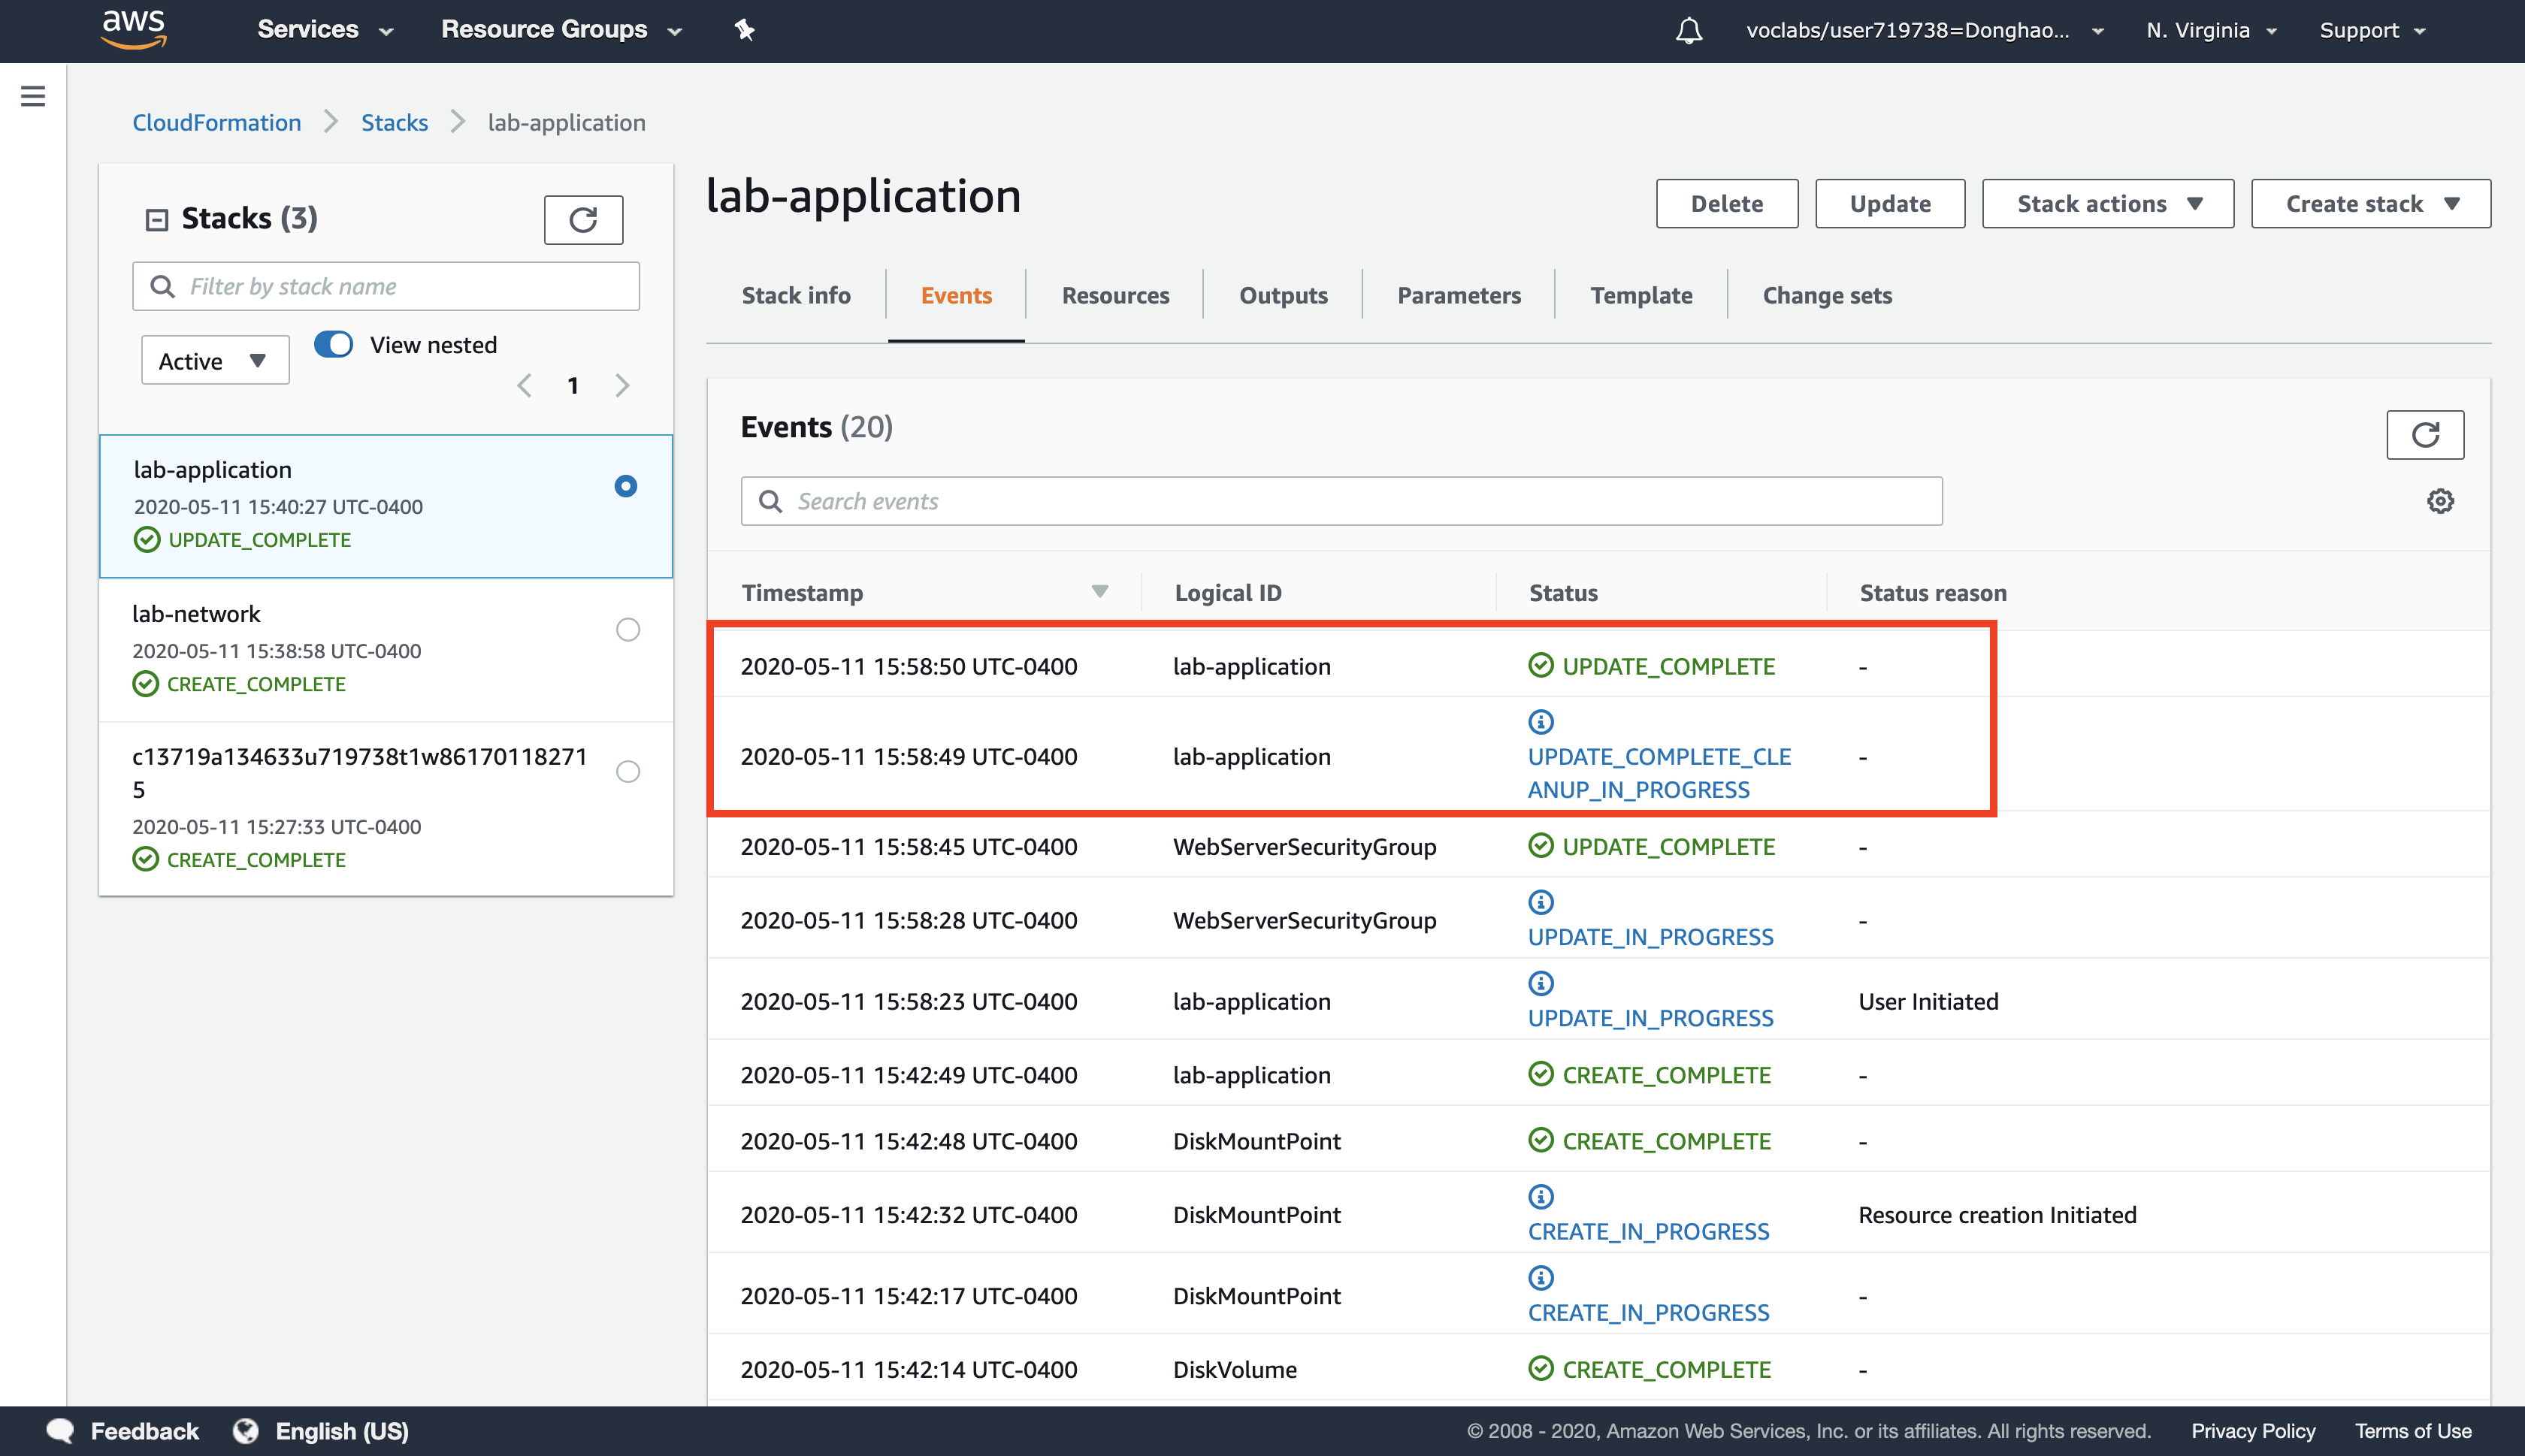 aws
Services
Resource Groups
voclabs/user719738=Donghao...
N. Virginia
Support
CloudFormation
Stacks
lab-application
Stacks (3)
Filter by stack name
Active
View nested
1
lab-application
2020-05-11 15:40:27 UTC-0400
UPDATE_COMPLETE
lab-network
2020-05-11 15:38:58 UTC-0400
CREATE_COMPLETE
c13719a134633u719738t1w86170118271
5
2020-05-11 15:27:33 UTC-0400
CREATE_COMPLETE
lab-application
Delete
Update
Stack actions
Create stack
Stack info
Events
Resources
Outputs
Parameters
Template
Change sets
Events (20)
Search events
Timestamp Logical ID Status Status reason
2020-05-11 15:58:50 UTC-0400 lab-application UPDATE_COMPLETE -
2020-05-11 15:58:49 UTC-0400 lab-application UPDATE_COMPLETE_CLE -
ANUP_IN_PROGRESS
2020-05-11 15:58:45 UTC-0400 WebServerSecurityGroup UPDATE_COMPLETE -
2020-05-11 15:58:28 UTC-0400 WebServerSecurityGroup UPDATE_IN_PROGRESS -
2020-05-11 15:58:23 UTC-0400 lab-application UPDATE_IN_PROGRESS User Initiated
2020-05-11 15:42:49 UTC-0400 lab-application CREATE_COMPLETE -
2020-05-11 15:42:48 UTC-0400 DiskMountPoint CREATE_COMPLETE -
2020-05-11 15:42:32 UTC-0400 DiskMountPoint CREATE_IN_PROGRESS Resource creation Initiated
2020-05-11 15:42:17 UTC-0400 DiskMountPoint CREATE_IN_PROGRESS -
2020-05-11 15:42:14 UTC-0400 DiskVolume CREATE_COMPLETE -
Feedback
English (US)
© 2008 - 2020, Amazon Web Services, Inc. or its affiliates. All rights reserved.
Privacy Policy
Terms of Use